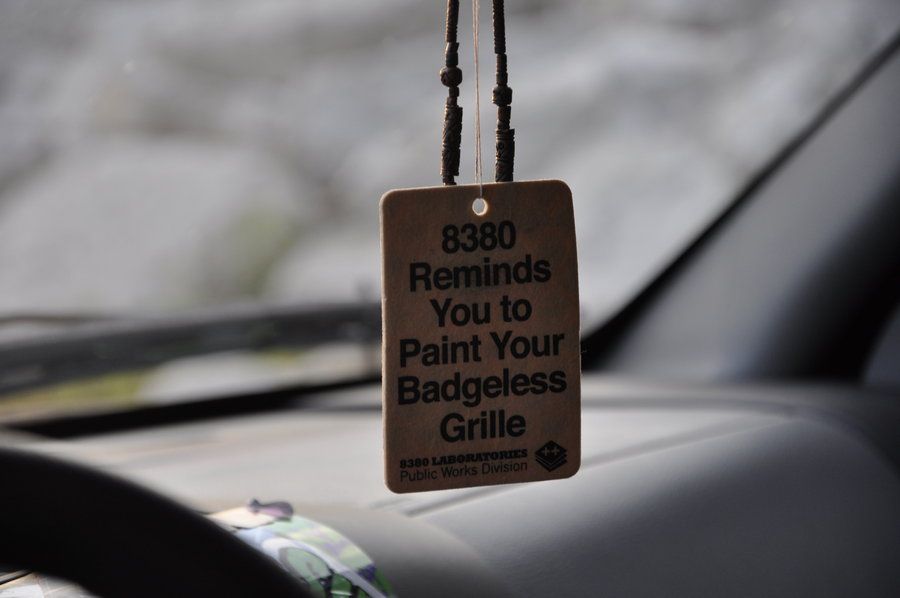 8380
Reminds
You to
Paint Your
Badgeless
Grille
8380 LABORATORIES
Public Works Division